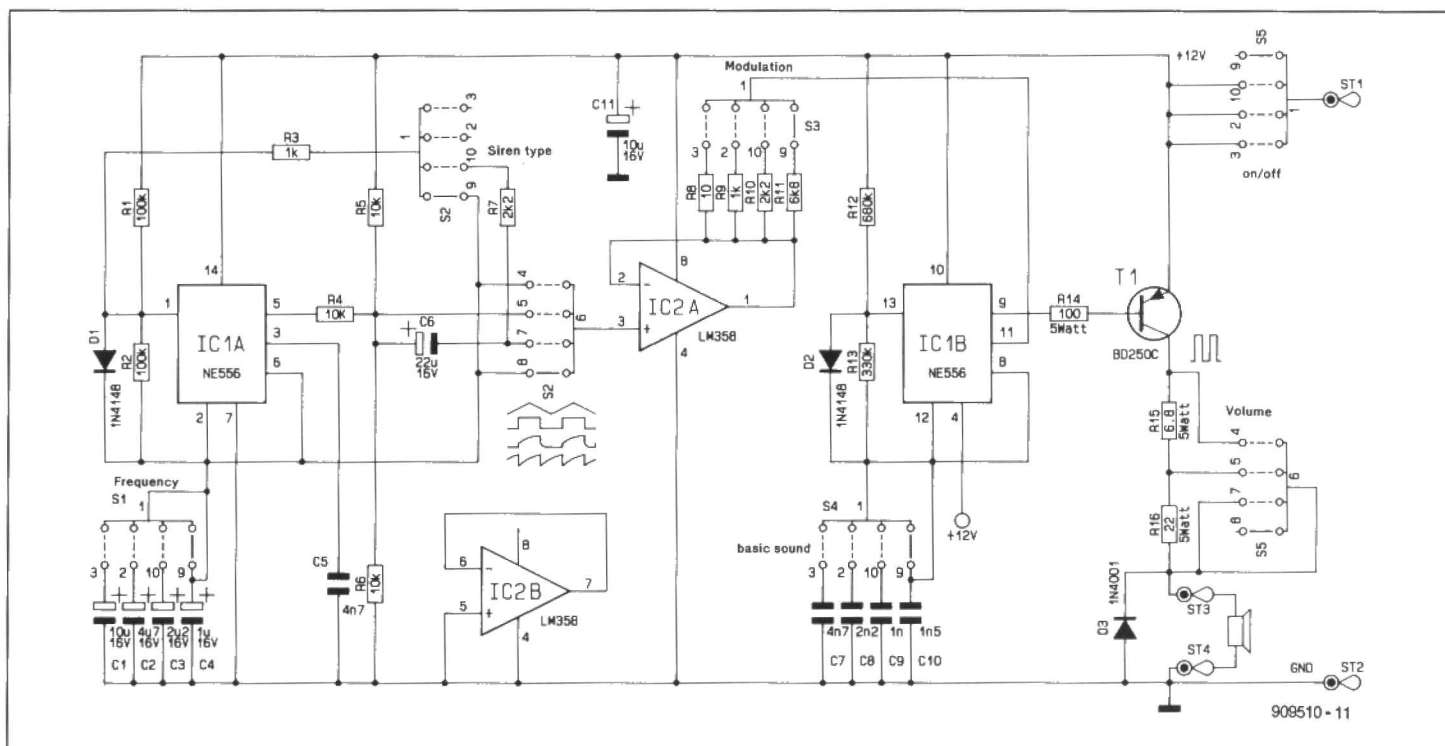 S5
+12V
9
10
2
3
1
ST1
on/off
Modulation
1
C11
+
10u
16V
3
2
10
9
1
S2
Siren type
R3
1k
3
2
10
9
S3
R8
10
R9
1k
R10
2k2
R11
6k8
R1
100k
R5
10k
R7
2k2
R12
680k
14
1
5
3
6
2
7
IC1A
NE556
R4
10K
D1
1N4148
R2
100k
C6
+
22u
16V
4
5
7
8
6
S2
2
-
3
+
8
1
4
IC2A
LM358
10
13
9
11
8
12
4
IC1B
NE556
R14
100
5Watt
T1
BD250C
D2
1N4148
R13
330k
R15
6.8
5Watt
Volume
4
5
7
8
6
S5
R16
22
5Watt
Frequency
S1
1
3
2
10
9
+
+
+
+
10u
16V
4u7
16V
2u2
16V
1u
16V
C1
C2
C3
C4
C5
4n7
R6
10k
6
-
5
+
8
7
4
IC2B
LM358
S4
1
basic sound
3
2
10
9
4n7
2n2
1n
1n5
C7
C8
C9
C10
+12V
1N4001
D3
ST3
ST4
GND
ST2
909510 - 11